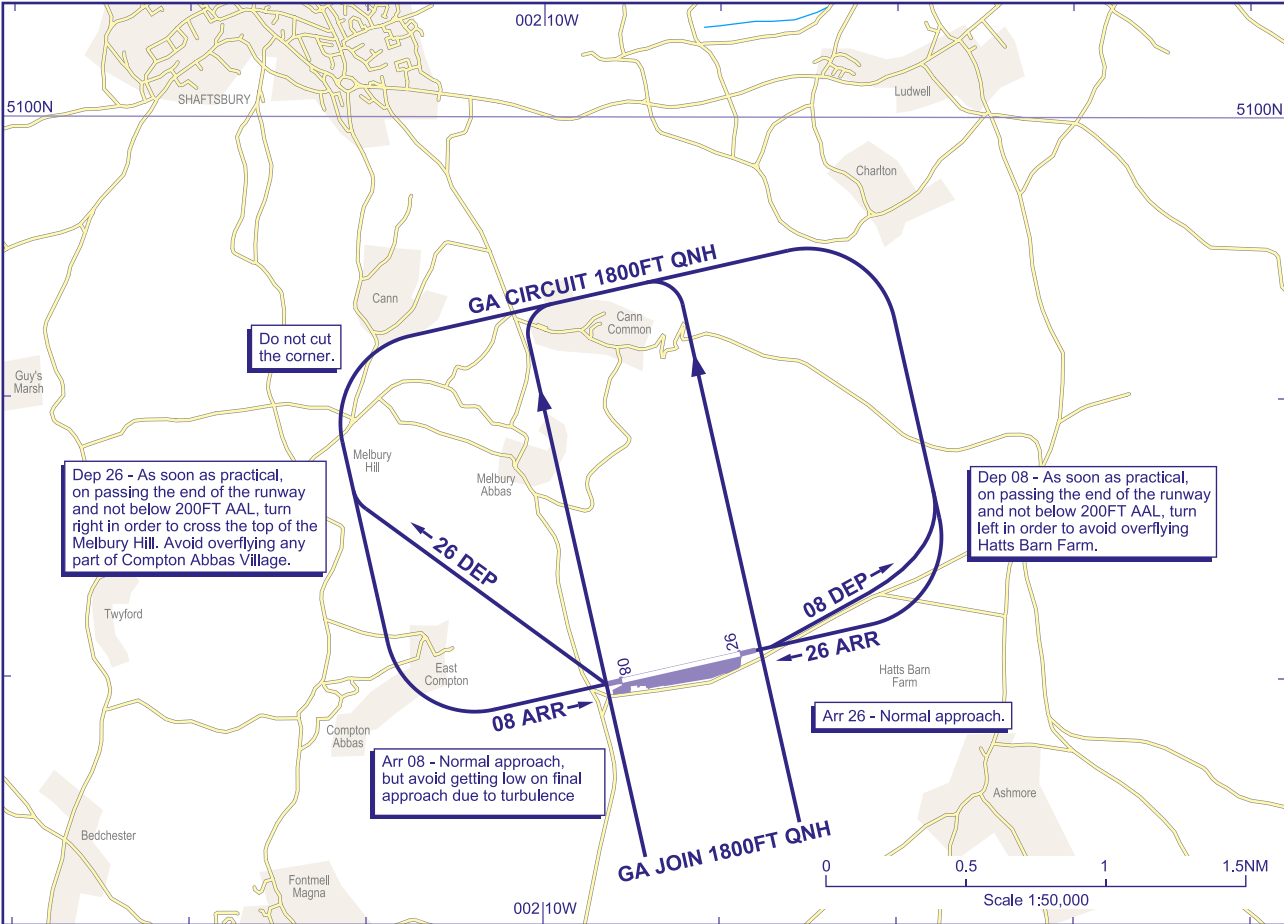 002 10W
SHAFTSBURY
Ludwell
5100N
5100N
Charlton
GA CIRCUIT 1800FT QNH
Cann
Cann
Common
Do not cut
the corner.
Guy's
Marsh
Melbury
Hill
Melbury
Abbas
Dep 26 - As soon as practical,
on passing the end of the runway
and not below 200FT AAL, turn
right in order to cross the top of the
Melbury Hill. Avoid overflying any
part of Compton Abbas Village.
Dep 08 - As soon as practical,
on passing the end of the runway
and not below 200FT AAL, turn
left in order to avoid overflying
Hatts Barn Farm.
26 DEP
08 DEP
Twyford
26
08
26 ARR
East
Compton
Hatts Barn
Farm
08 ARR
Arr 26 - Normal approach.
Compton
Abbas
Arr 08 - Normal approach,
but avoid getting low on final
approach due to turbulence
Ashmore
Bedchester
GA JOIN 1800FT QNH
0 0.5 1 1.5NM
Scale 1:50,000
Fontmell
Magna
002 10W